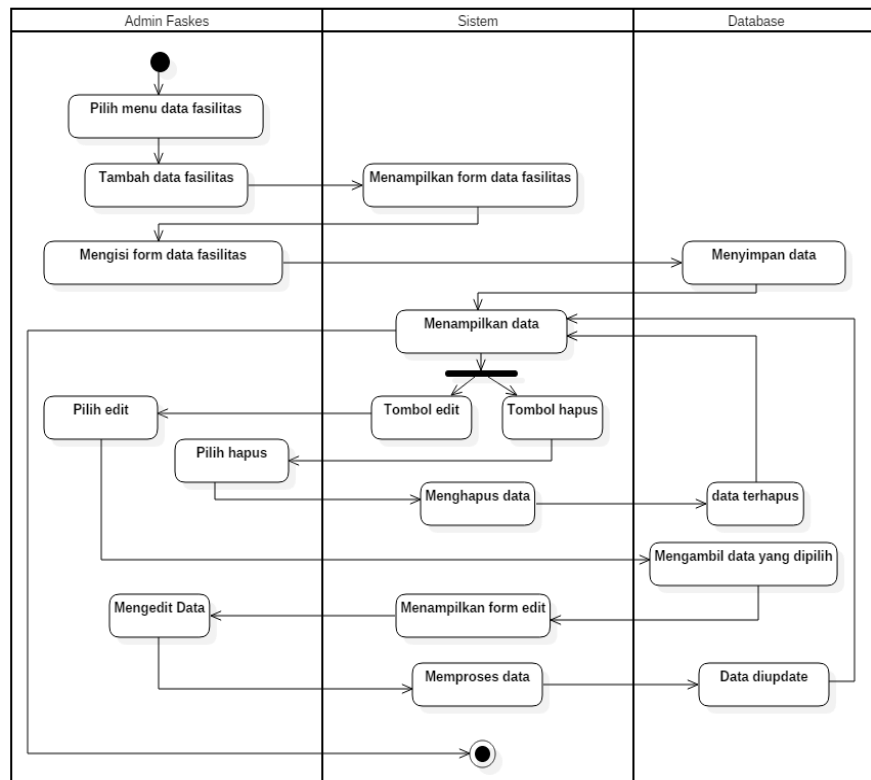 Admin Faskes
Sistem
Database
Pilih menu data fasilitas
Tambah data fasilitas
Menampilkan form data fasilitas
Mengisi form data fasilitas
Menyimpan data
Menampilkan data
Pilih edit
Tombol edit
Tombol hapus
Pilih hapus
Menghapus data
data terhapus
Mengambil data yang dipilih
Mengedit Data
Menampilkan form edit
Memproses data
Data diupdate